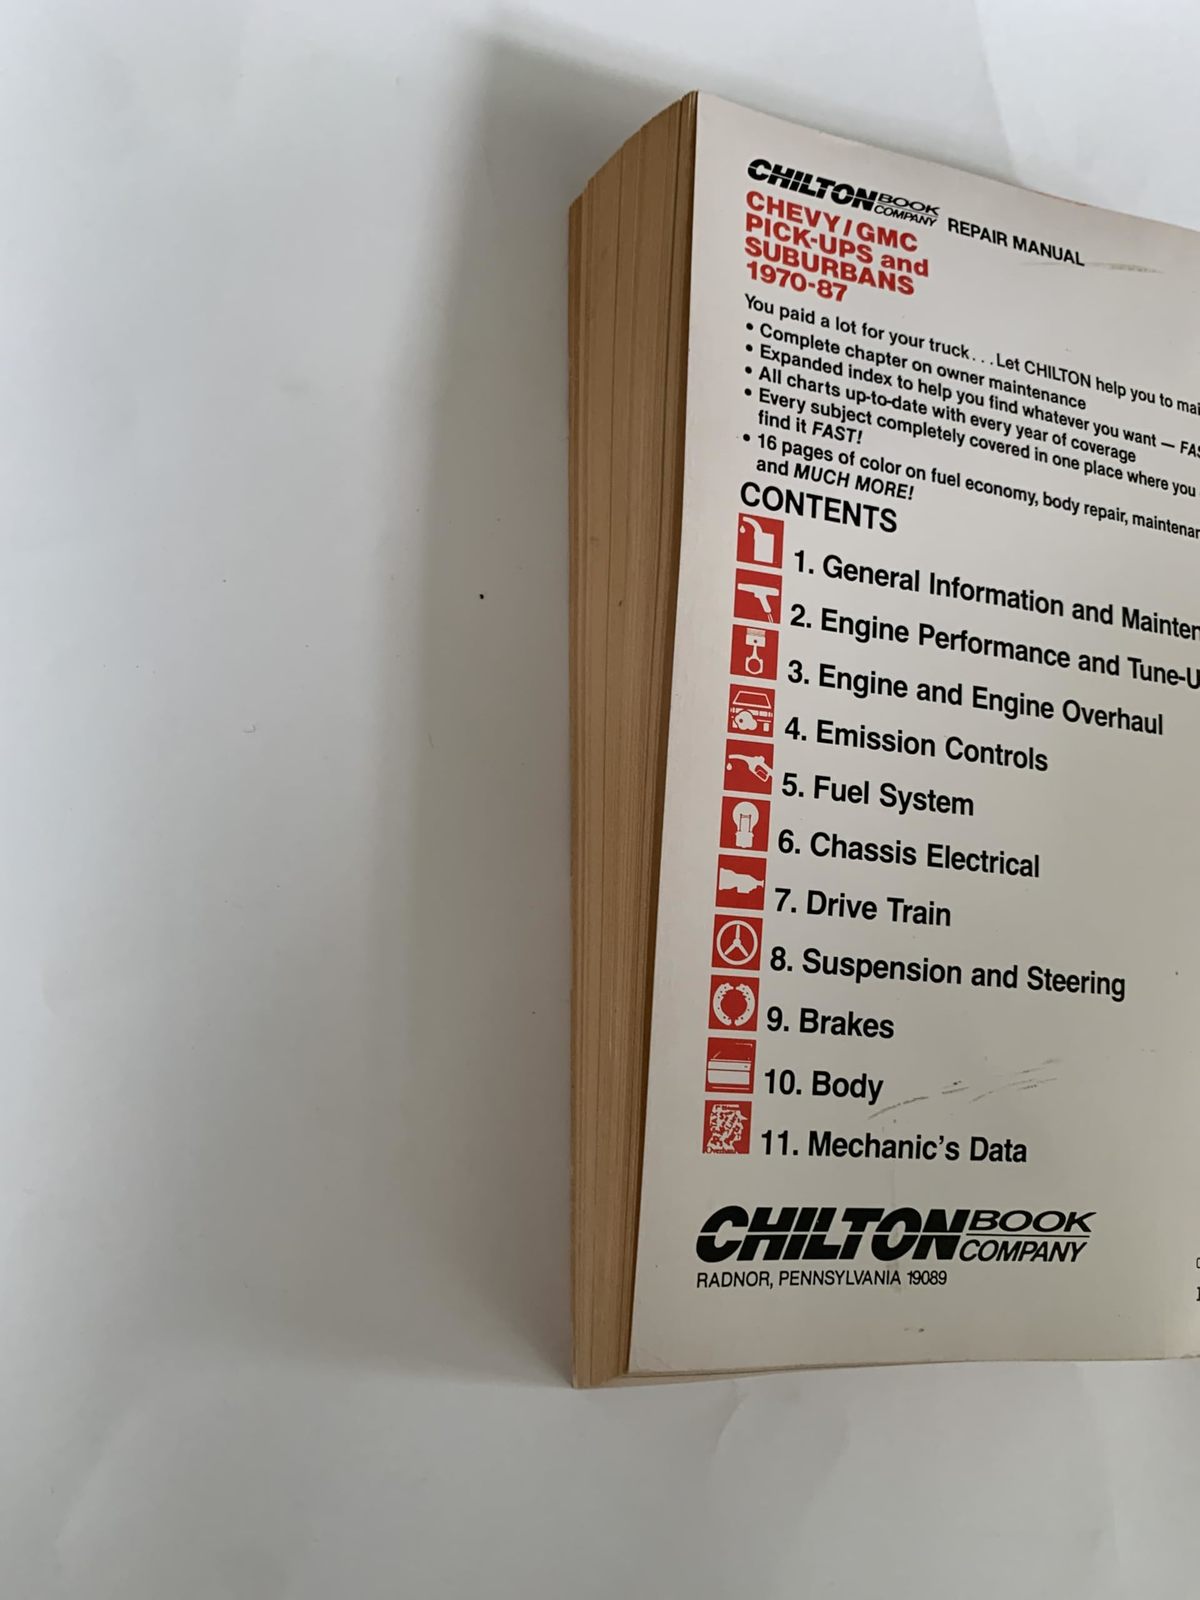 CHILTON BOOK COMPANY REPAIR MANUAL
CHEVY/GMC
PICK-UPS and
SUBURBANS
1970-87
You paid a lot for your truck...Let CHILTON help you to
• Complete chapter on owner maintenance
• Expanded index to help you find whatever you want —
• All charts up-to-date with every year of coverage
• Every subject completely covered in one place where you
find it FAST!
• 16 pages of color on fuel economy, body repair,
and MUCH MORE!
CONTENTS
1. General Information and
2. Engine Performance and Tune-U
3. Engine and Engine Overhaul
4. Emission Controls
5. Fuel System
6. Chassis Electrical
7. Drive Train
8. Suspension and Steering
9. Brakes
10. Body
Overhaul
11. Mechanic's Data
CHILTON BOOK COMPANY
RADNOR, PENNSYLVANIA 19089